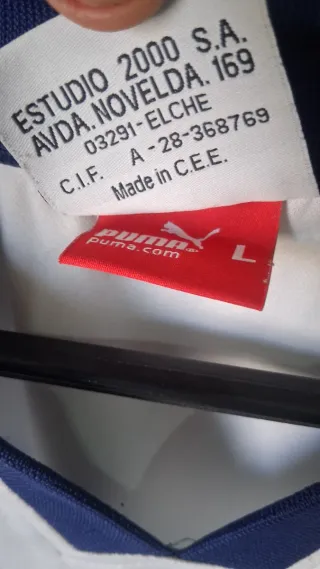 ESTUDIO 2000 S.A.
AVDA. NOVELDA. 169
03291-ELCHE
C.I.F. A-28-368769
Made in C.E.E.
PUMA
puma.com
L